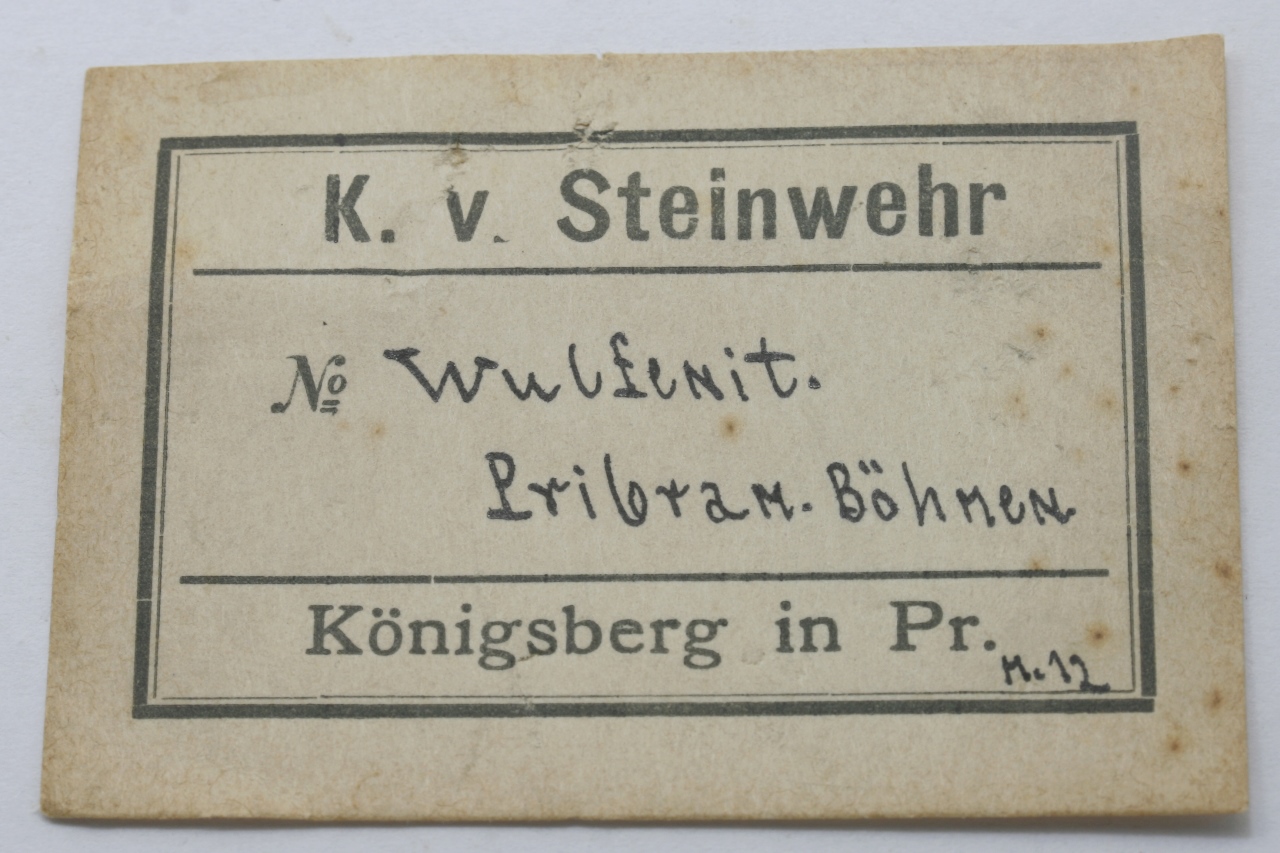 K. v. Steinwehr
No Wulfenit.
Pribram. Böhmen
Königsberg in Pr.
M. 12